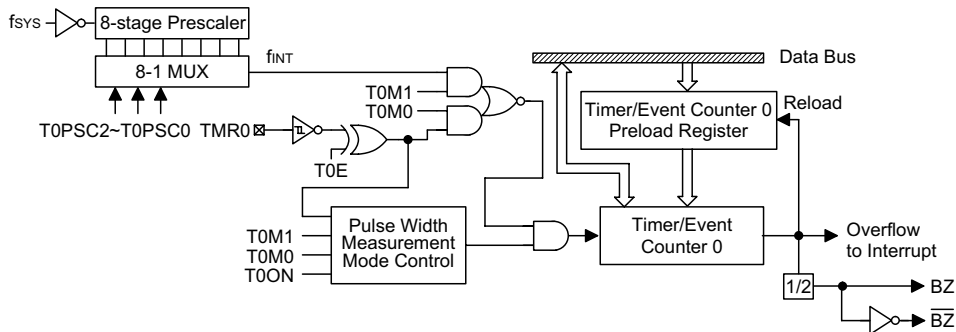 fSYS
8-stage Prescaler
8-1 MUX
fINT
T0PSC2~T0PSC0
TMR0
T0E
T0M1
T0M0
Data Bus
Timer/Event Counter 0
Preload Register
Reload
T0M1
T0M0
T0ON
Pulse Width
Measurement
Mode Control
Timer/Event
Counter 0
Overflow
to Interrupt
1/2
BZ
B̅Z̅